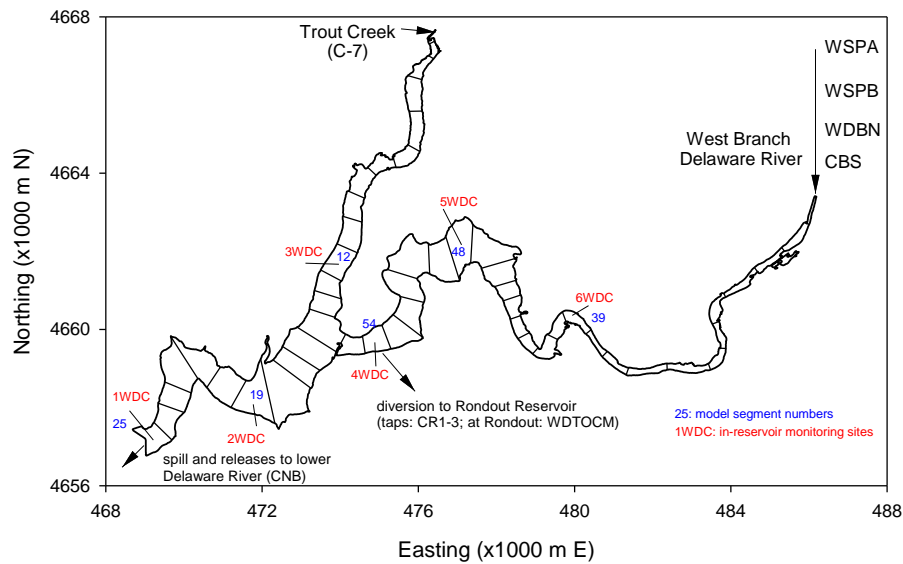 4668
4664
4660
4656
Northing (x1000 m N)
Trout Creek
(C-7)
WSPA
WSPB
WDBN
CBS
West Branch
Delaware River
5WDC
48
3WDC
12
6WDC
39
54
4WDC
1WDC
25
19
2WDC
diversion to Rondout Reservoir
(taps: CR1-3; at Rondout: WDTOCM)
25: model segment numbers
1WDC: in-reservoir monitoring sites
spill and releases to lower
Delaware River (CNB)
468
472
476
480
484
488
Easting (x1000 m E)